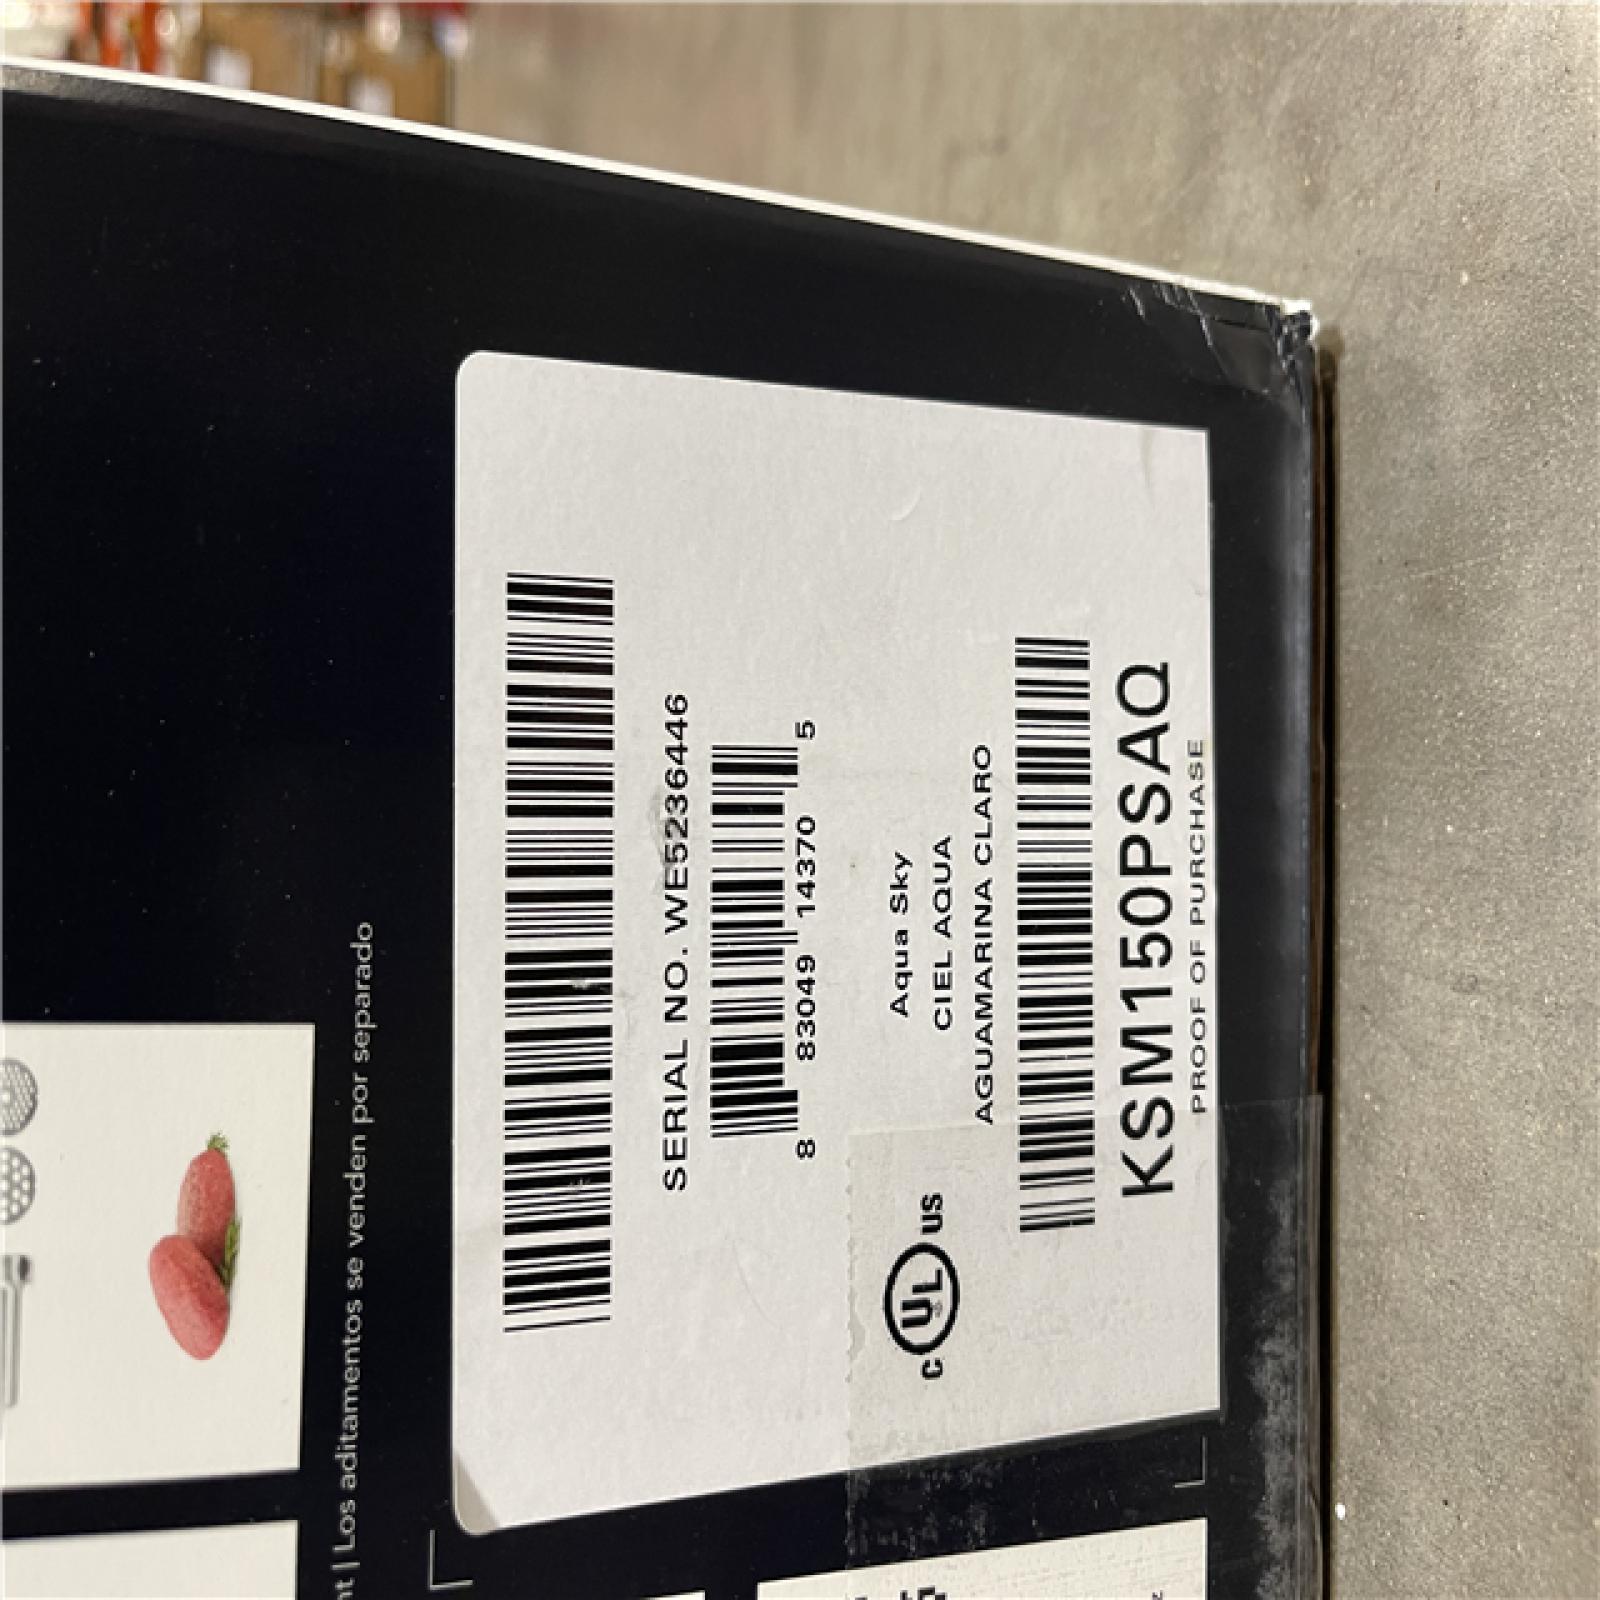 nt | Los aditamentos se venden por separado
SERIAL NO. WE5236446
8 83049 14370 5
Aqua Sky
CIEL AQUA
AGUAMARINA CLARO
C UL US
KSM150PSAQ
PROOF OF PURCHASE